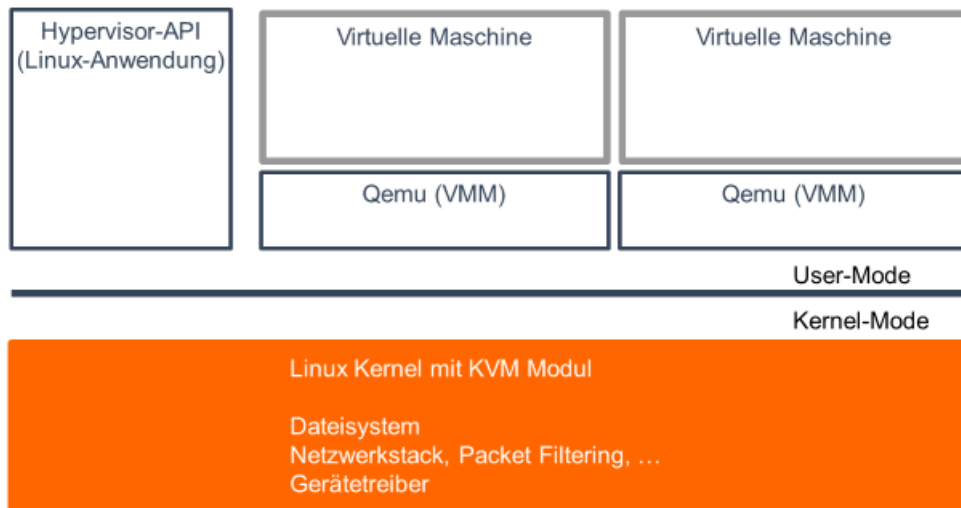 Hypervisor-API
(Linux-Anwendung)
Virtuelle Maschine
Virtuelle Maschine
Qemu (VMM)
Qemu (VMM)
User-Mode
Kernel-Mode
Linux Kernel mit KVM Modul
Dateisystem
Netzwerkstack, Packet Filtering, …
Gerätetreiber